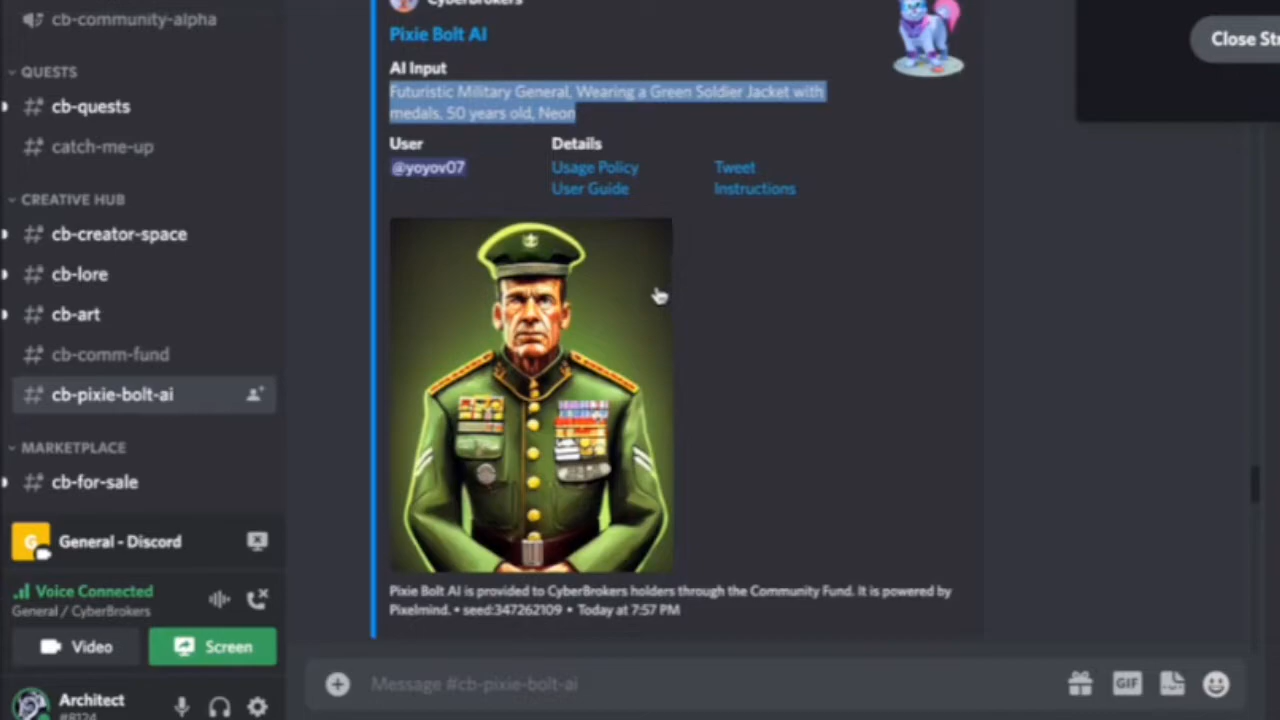 cb-community-alpha
QUESTS
cb-quests
catch-me-up
CREATIVE HUB
cb-creator-space
cb-lore
cb-art
cb-comm-fund
cb-pixie-bolt-ai
MARKETPLACE
cb-for-sale
G General - Discord
Voice Connected
General / CyberBrokers
Video Screen
Architect
#8124
CyberBrokers
Pixie Bolt AI
AI Input
Futuristic Military General, Wearing a Green Soldier Jacket with
medals, 50 years old, Neon
User Details
@yoyov07 Usage Policy Tweet
User Guide Instructions
Pixie Bolt AI is provided to CyberBrokers holders through the Community Fund. It is powered by
Pixelmind. • seed:347262109 • Today at 7:57 PM
Message #cb-pixie-bolt-ai
GIF
Close Str